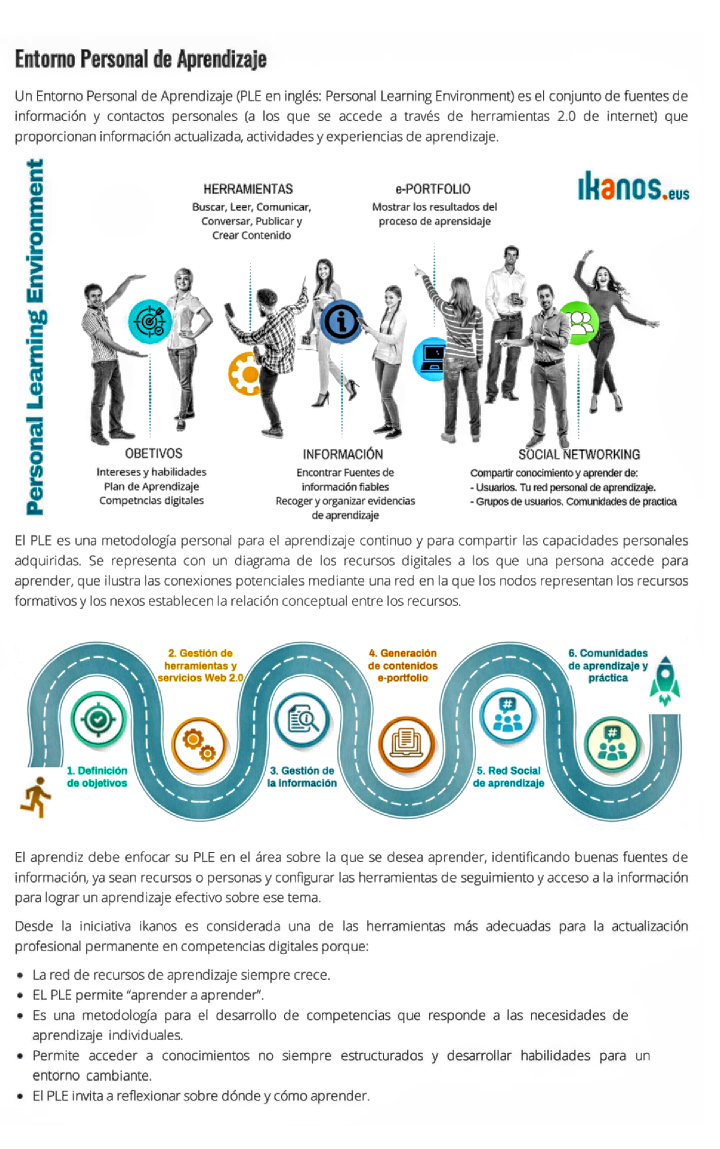 Entorno Personal de Aprendizaje
Un Entorno Personal de Aprendizaje (PLE en inglés: Personal Learning Environment) es el conjunto de fuentes de
información y contactos personales (a los que se accede a través de herramientas 2.0 de internet) que
proporcionan información actualizada, actividades y experiencias de aprendizaje.
Personal Learning Environment
HERRAMIENTAS
Buscar, Leer, Comunicar,
Conversar, Publicar y
Crear Contenido
e-PORTFOLIO
Mostrar los resultados del
proceso de aprensidaje
ikanos.eus
OBETIVOS
Intereses y habilidades
Plan de Aprendizaje
Competncias digitales
INFORMACIÓN
Encontrar Fuentes de
información fiables
Recoger y organizar evidencias
de aprendizaje
SOCIAL NETWORKING
Compartir conocimiento y aprender de:
- Usuarios. Tu red personal de aprendizaje.
- Grupos de usuarios. Comunidades de practica
El PLE es una metodología personal para el aprendizaje continuo y para compartir las capacidades personales
adquiridas. Se representa con un diagrama de los recursos digitales a los que una persona accede para
aprender, que ilustra las conexiones potenciales mediante una red en la que los nodos representan los recursos
formativos y los nexos establecen la relación conceptual entre los recursos.
2. Gestión de
herramientas y
servicios Web 2.0
4. Generación
de contenidos
e-portfolio
6. Comunidades
de aprendizaje y
práctica
#
#
1. Definición
de objetivos
3. Gestión de
la información
5. Red Social
de aprendizaje
El aprendiz debe enfocar su PLE en el área sobre la que se desea aprender, identificando buenas fuentes de
información, ya sean recursos o personas y configurar las herramientas de seguimiento y acceso a la información
para lograr un aprendizaje efectivo sobre ese tema.
Desde la iniciativa ikanos es considerada una de las herramientas más adecuadas para la actualización
profesional permanente en competencias digitales porque:
• La red de recursos de aprendizaje siempre crece.
• EL PLE permite “aprender a aprender”.
• Es una metodología para el desarrollo de competencias que responde a las necesidades de
aprendizaje individuales.
• Permite acceder a conocimientos no siempre estructurados y desarrollar habilidades para un
entorno cambiante.
• El PLE invita a reflexionar sobre dónde y cómo aprender.